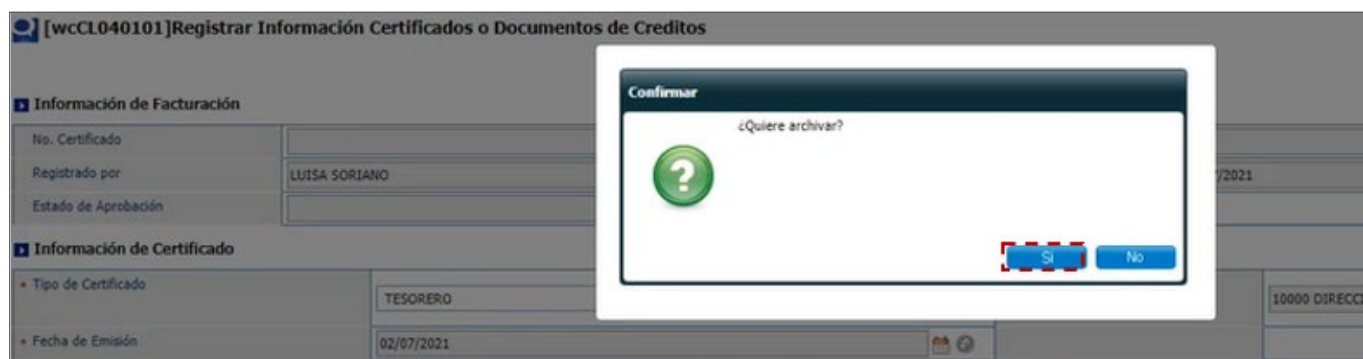 [wcCL040101]Registrar Información Certificados o Documentos de Creditos
Información de Facturación
No. Certificado
Registrado por LUISA SORIANO /2021
Estado de Aprobación
Información de Certificado
Tipo de Certificado TESORERO 10000 DIRECCI
Fecha de Emisión 02/07/2021
Confirmar
¿Quiere archivar?
Si No